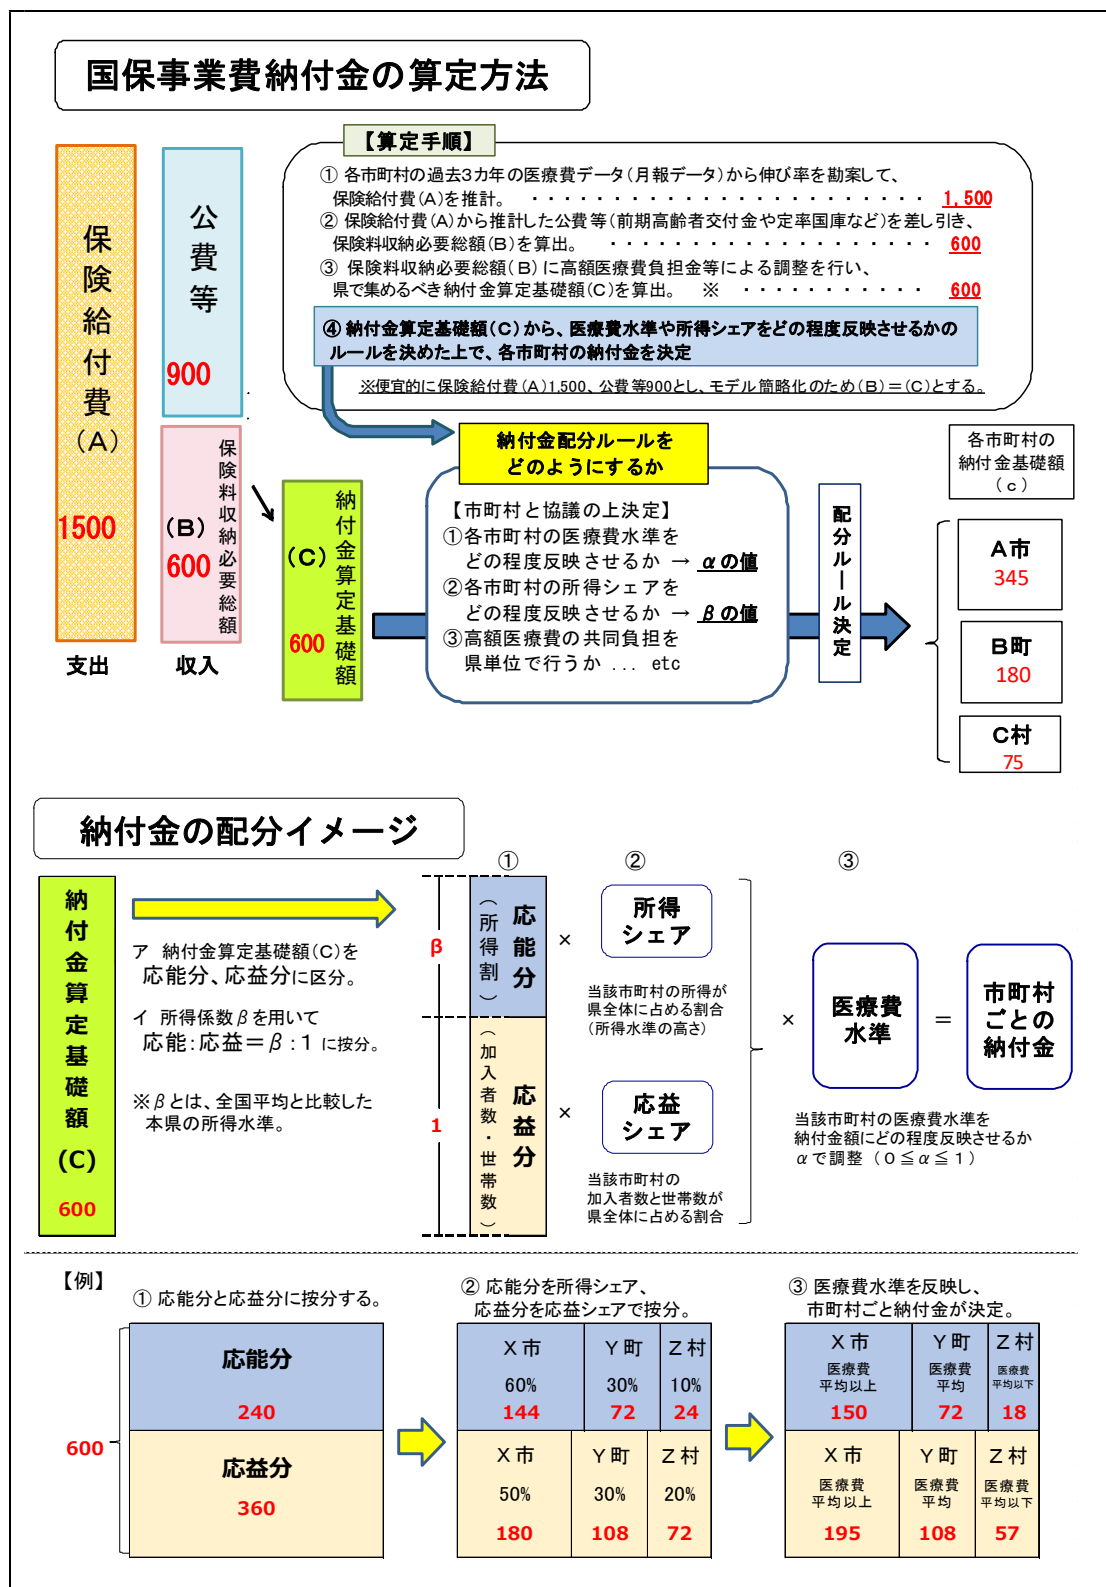 国保事業費納付金の算定方法
【算定手順】
① 各市町村の過去3カ年の医療費データ(月報データ)から伸び率を勘案して、
保険給付費(A)を推計。 ・・・・・・・・・・・・・・・・・・・・・・・・ 1,500
② 保険給付費(A)から推計した公費等(前期高齢者交付金や定率国庫など)を差し引き、
保険料収納必要総額(B)を算出。 ・・・・・・・・・・・・・・・・・・・ 600
③ 保険料収納必要総額(B)に高額医療費負担金等による調整を行い、
県で集めるべき納付金算定基礎額(C)を算出。 ※ ・・・・・・・・・・・ 600
④ 納付金算定基礎額(C)から、医療費水準や所得シェアをどの程度反映させるかの
ルールを決めた上で、各市町村の納付金を決定
※便宜的に保険給付費(A)1,500、公費等900とし、モデル簡略化のため(B)=(C)とする。
保険給付費(A)
1500
支出
公費等
900
保険料収納必要総額
(B)
600
収入
納付金算定基礎額
(C)
600
納付金配分ルールを
どのようにするか
【市町村と協議の上決定】
①各市町村の医療費水準を
どの程度反映させるか → αの値
②各市町村の所得シェアを
どの程度反映させるか → βの値
③高額医療費の共同負担を
県単位で行うか ... etc
配分ルール決定
各市町村の
納付金基礎額
(c)
A市
345
B町
180
C村
75
納付金の配分イメージ
① ② ③
納付金算定基礎額
(C)
600
ア 納付金算定基礎額(C)を
応能分、応益分に区分。
イ 所得係数βを用いて
応能:応益=β:1 に按分。
※βとは、全国平均と比較した
本県の所得水準。
β
1
(所得割)
応能分
(加入者数・世帯数)
応益分
×
所得
シェア
当該市町村の所得が
県全体に占める割合
(所得水準の高さ)
×
応益
シェア
当該市町村の
加入者数と世帯数が
県全体に占める割合
×
医療費
水準
=
市町村
ごとの
納付金
当該市町村の医療費水準を
納付金額にどの程度反映させるか
αで調整 (0≦α≦1)
【例】
① 応能分と応益分に按分する。
600
応能分
240
応益分
360
② 応能分を所得シェア、
応益分を応益シェアで按分。
X市 Y町 Z村
60% 30% 10%
144 72 24
X市 Y町 Z村
50% 30% 20%
180 108 72
③ 医療費水準を反映し、
市町村ごと納付金が決定。
X市 Y町 Z村
医療費 医療費 医療費
平均以上 平均 平均以下
150 72 18
X市 Y町 Z村
医療費 医療費 医療費
平均以上 平均 平均以下
195 108 57